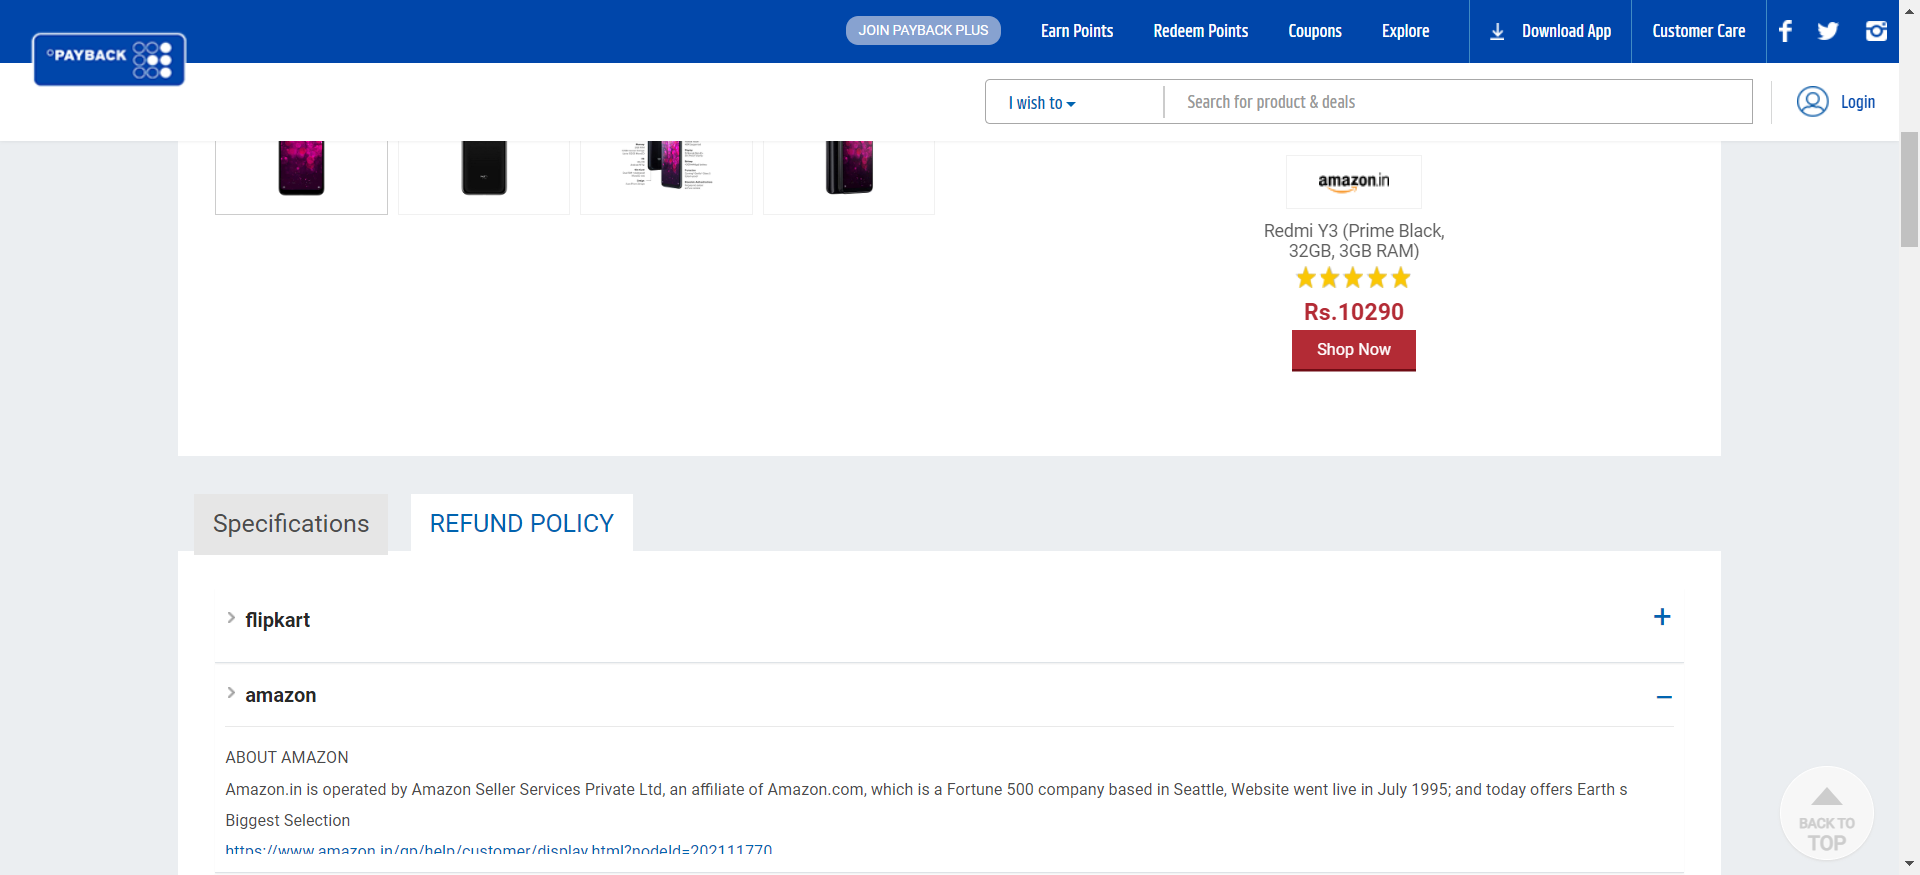 PAYBACK
JOIN PAYBACK PLUS
Earn Points
Redeem Points
Coupons
Explore
Download App
Customer Care
I wish to
Search for product & deals
Login
amazon.in
Redmi Y3 (Prime Black,
32GB, 3GB RAM)
Rs.10290
Shop Now
Specifications
REFUND POLICY
flipkart
amazon
ABOUT AMAZON
Amazon.in is operated by Amazon Seller Services Private Ltd, an affiliate of Amazon.com, which is a Fortune 500 company based in Seattle, Website went live in July 1995; and today offers Earth s
Biggest Selection
https://www.amazon.in/gp/help/customer/display.html?nodeId=202111770
BACK TO
TOP